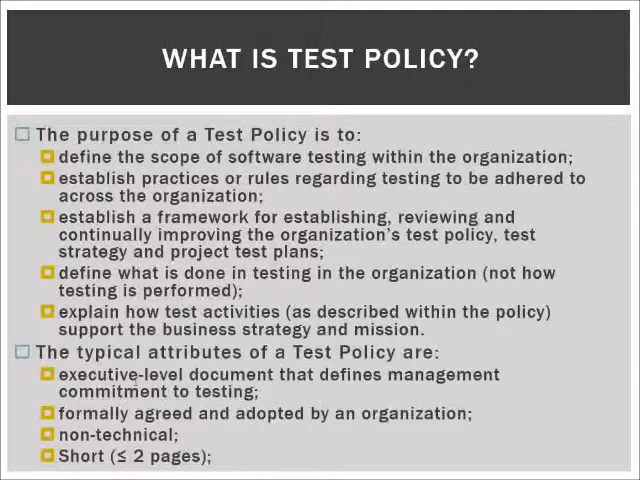 WHAT IS TEST POLICY?
The purpose of a Test Policy is to:
define the scope of software testing within the organization;
establish practices or rules regarding testing to be adhered to
across the organization;
establish a framework for establishing, reviewing and
continually improving the organization's test policy, test
strategy and project test plans;
define what is done in testing in the organization (not how
testing is performed);
explain how test activities (as described within the policy)
support the business strategy and mission.
The typical attributes of a Test Policy are:
executive-level document that defines management
commitment to testing;
formally agreed and adopted by an organization;
non-technical;
Short (≤ 2 pages);